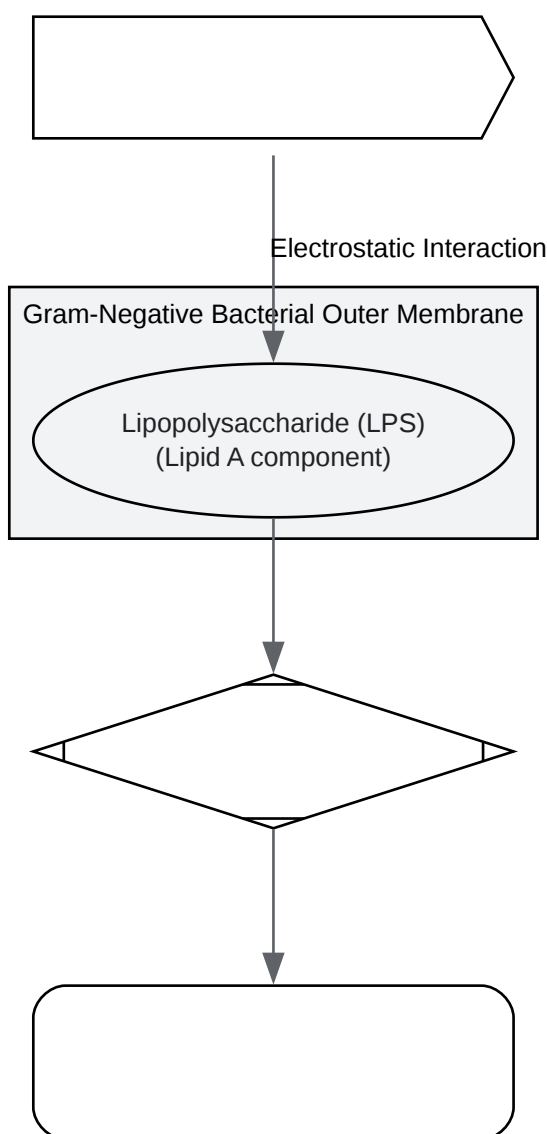 Electrostatic Interaction
Gram-Negative Bacterial Outer Membrane
Lipopolysaccharide (LPS)
(Lipid A component)